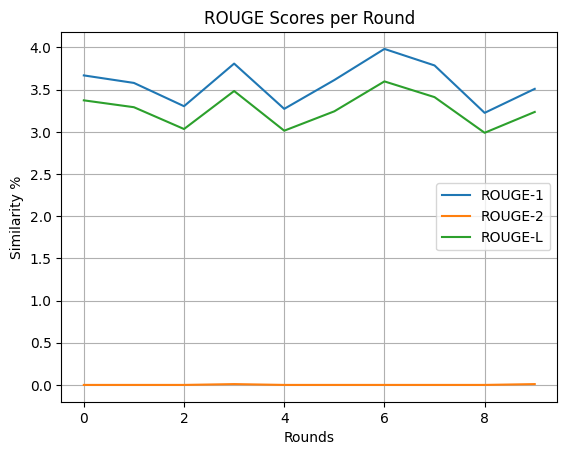 ROUGE Scores per Round
Similarity %
4.0
3.5
3.0
2.5
2.0
1.5
1.0
0.5
0.0
ROUGE-1
ROUGE-2
ROUGE-L
0 2 4 6 8
Rounds